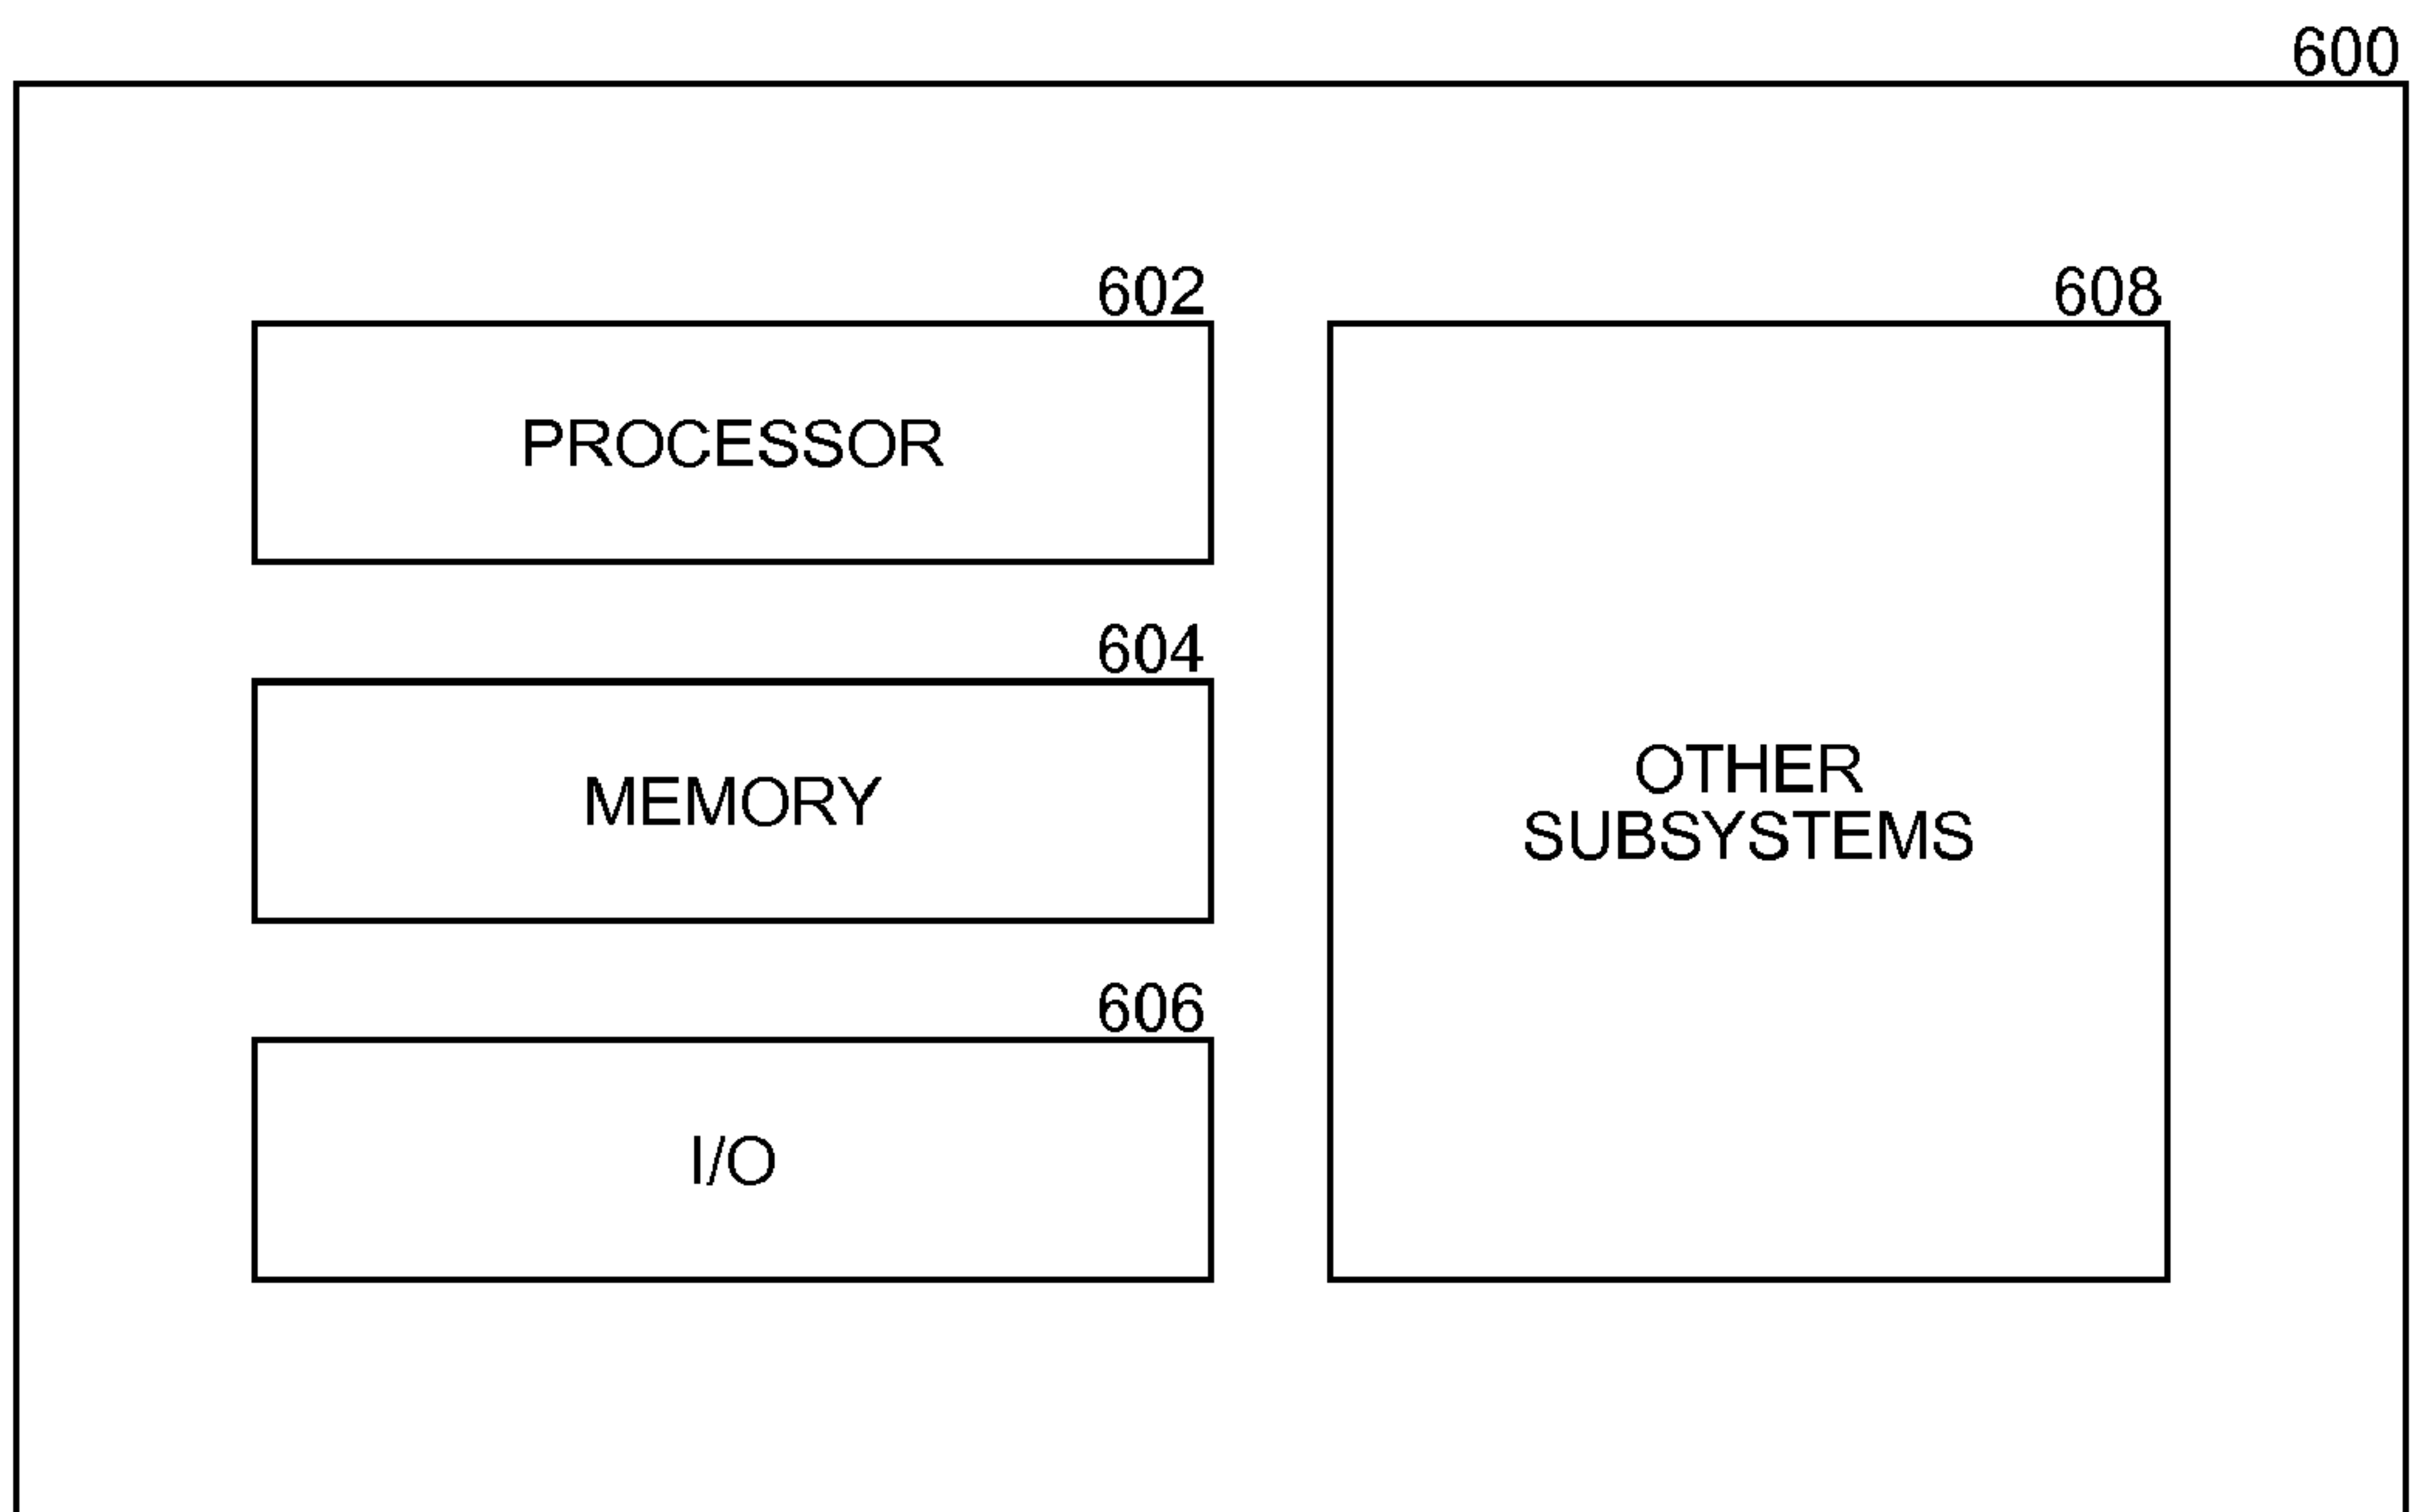 600
602
PROCESSOR
604
MEMORY
606
I/O
608
OTHER
SUBSYSTEMS